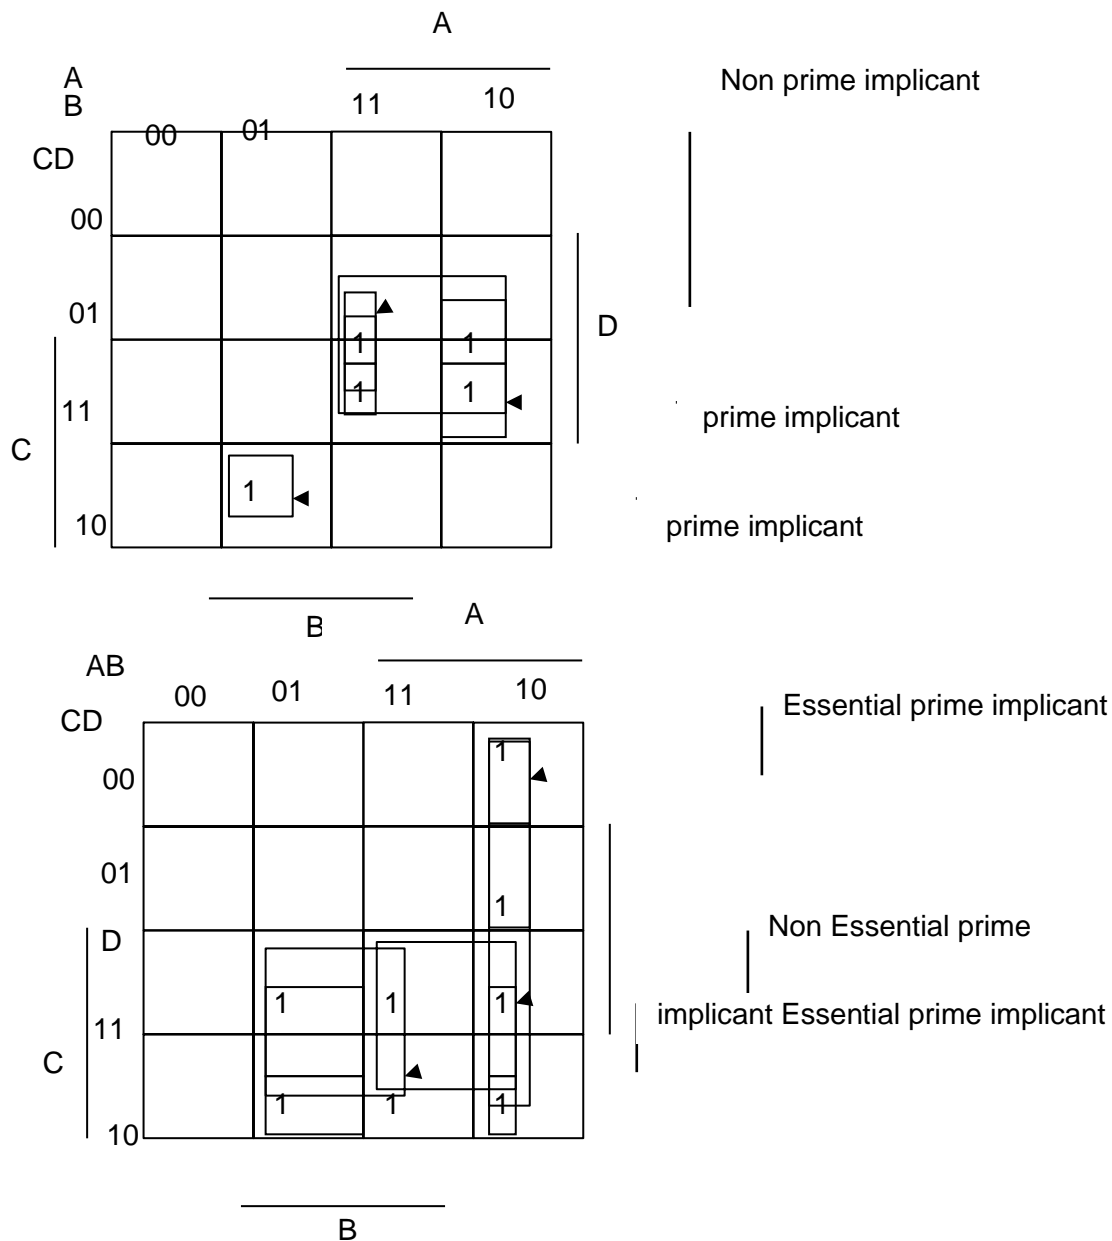 A
A
B
11
10
Non prime implicant
00
01
CD
00
01
D
1
1
11
1
1
prime implicant
C
1
10
prime implicant
B
A
AB
00
01
11
10
Essential prime implicant
CD
1
00
01
1
Non Essential prime
D
1
1
1
implicant Essential prime implicant
11
C
1
1
1
10
B